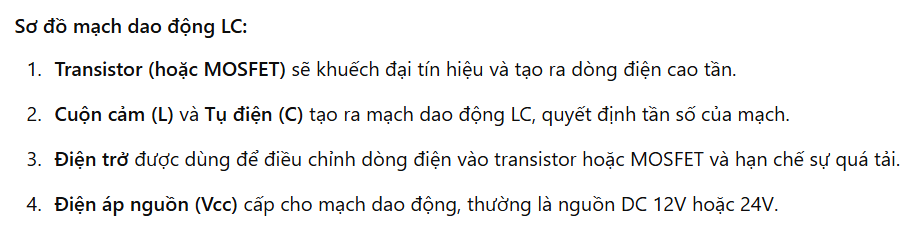 Sơ đồ mạch dao động LC:
1. Transistor (hoặc MOSFET) sẽ khuếch đại tín hiệu và tạo ra dòng điện cao tần.
2. Cuộn cảm (L) và Tụ điện (C) tạo ra mạch dao động LC, quyết định tần số của mạch.
3. Điện trở được dùng để điều chỉnh dòng điện vào transistor hoặc MOSFET và hạn chế sự quá tải.
4. Điện áp nguồn (Vcc) cấp cho mạch dao động, thường là nguồn DC 12V hoặc 24V.